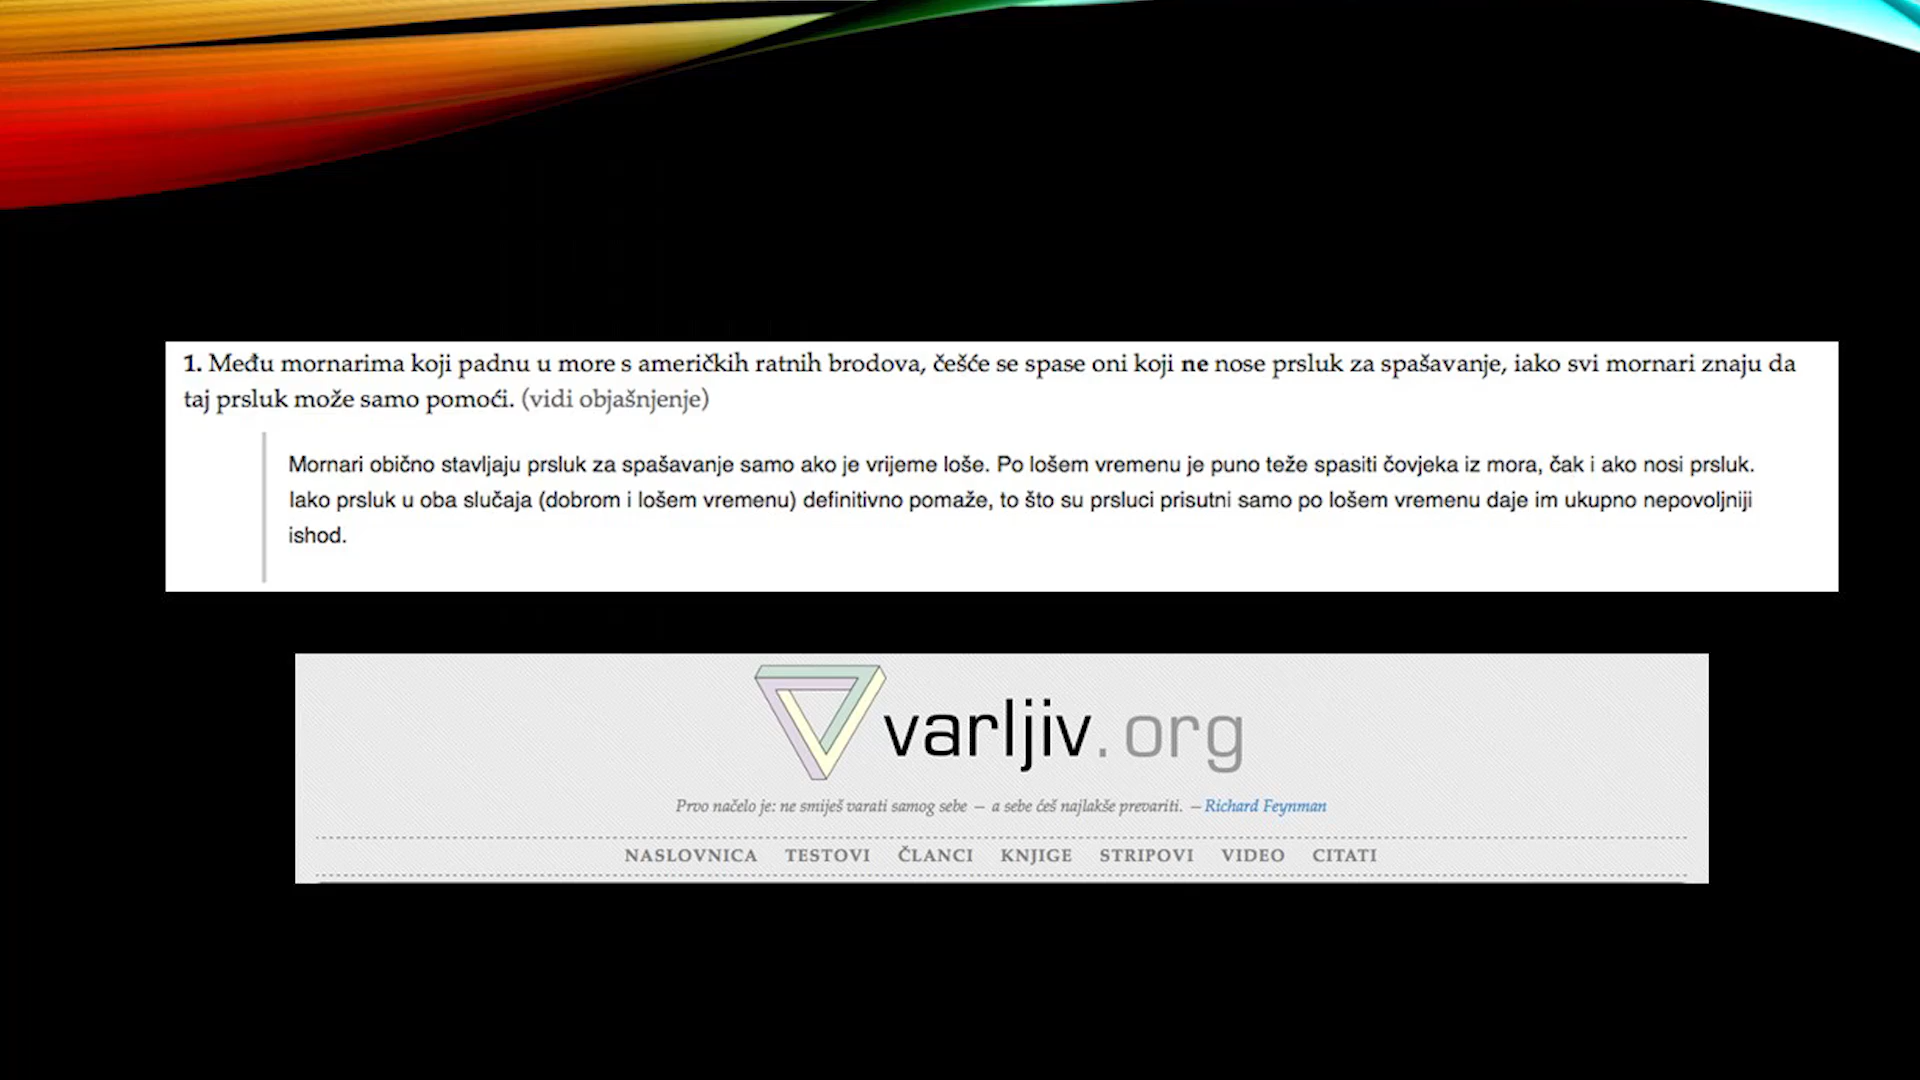 1. Među mornarima koji padnu u more s američkih ratnih brodova, češće se spase oni koji ne nose prsluk za spašavanje, iako svi mornari znaju da
taj prsluk može samo pomoći. (vidi objašnjenje)
Mornari obično stavljaju prsluk za spašavanje samo ako je vrijeme loše. Po lošem vremenu je puno teže spasiti čovjeka iz mora, čak i ako nosi prsluk.
Iako prsluk u oba slučaja (dobrom i lošem vremenu) definitivno pomaže, to što su prsluci prisutni samo po lošem vremenu daje im ukupno nepovoljniji
ishod.
varljiv.org
Prvo načelo je: ne smiješ varati samog sebe — a sebe ćeš najlakše prevariti. — Richard Feynman
NASLOVNICA TESTOVI ČLANCI KNJIGE STRIPOVI VIDEO CITATI